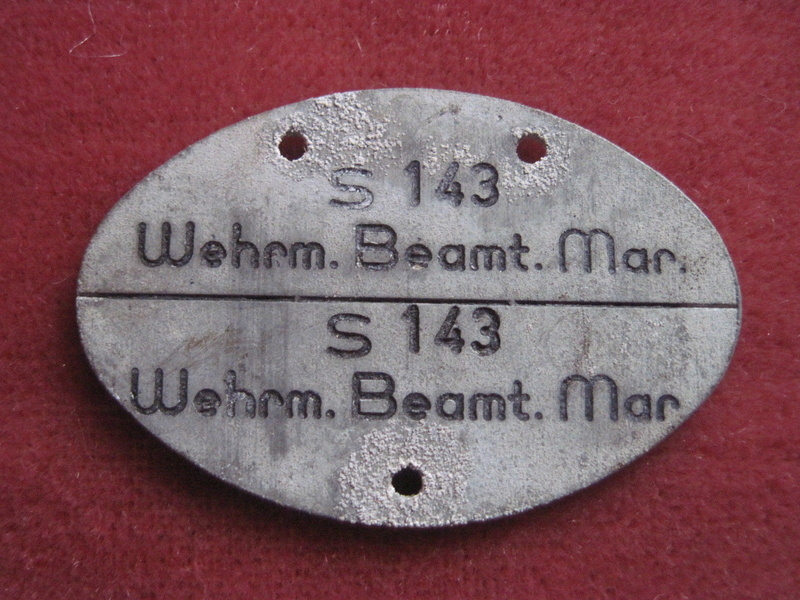 S 143
Wehrm. Beamt. Mar.
S 143
Wehrm. Beamt. Mar